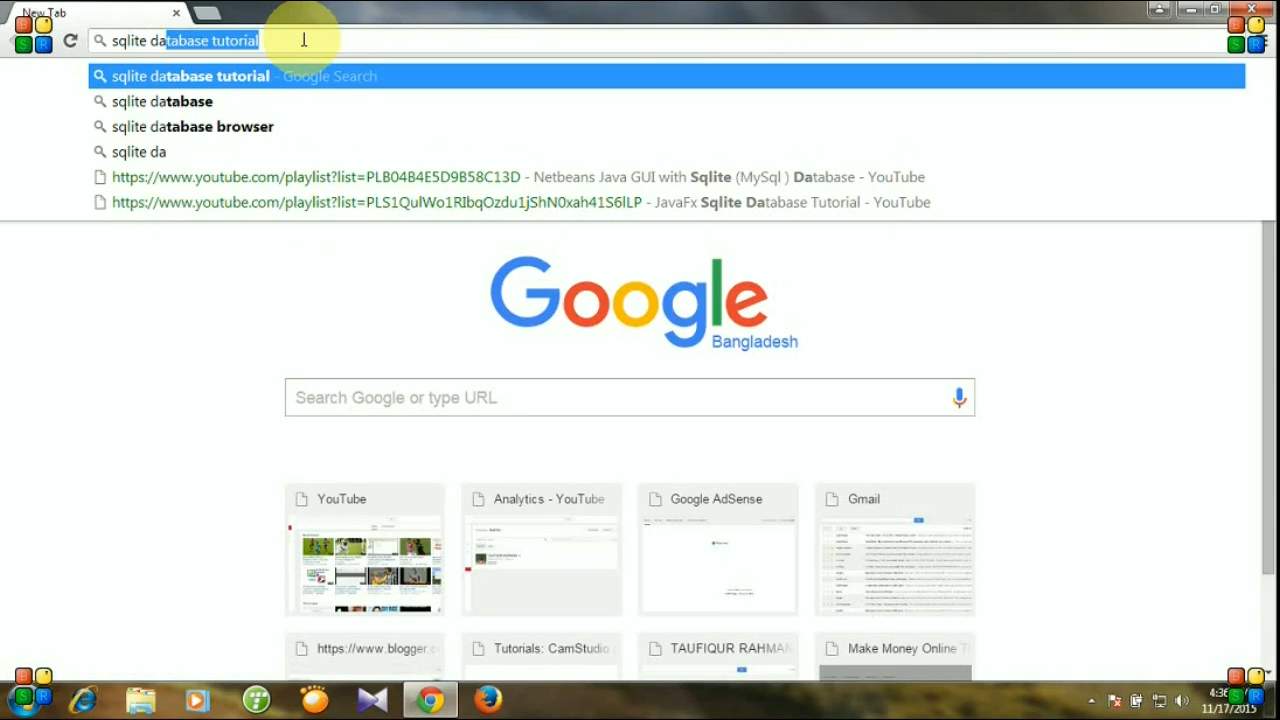 New Tab
sqlite database tutorial
sqlite database tutorial - Google Search
sqlite database
sqlite database browser
sqlite da
https://www.youtube.com/playlist?list=PLB04B4E5D9B58C13D - Netbeans Java GUI with Sqlite (MySql ) Database - YouTube
https://www.youtube.com/playlist?list=PLS1QulWo1RIbqOzdu1jShN0xah41S6lLP - JavaFx Sqlite Database Tutorial - YouTube
Google
Bangladesh
Search Google or type URL
YouTube
Analytics - YouTube
Google AdSense
Gmail
https://www.blogger.c
Tutorials: CamStudio
TAUFIQUR RAHMAN
Make Money Online T
4:36
11/17/2015
B
S R
B
S R
B
S R
B
S R